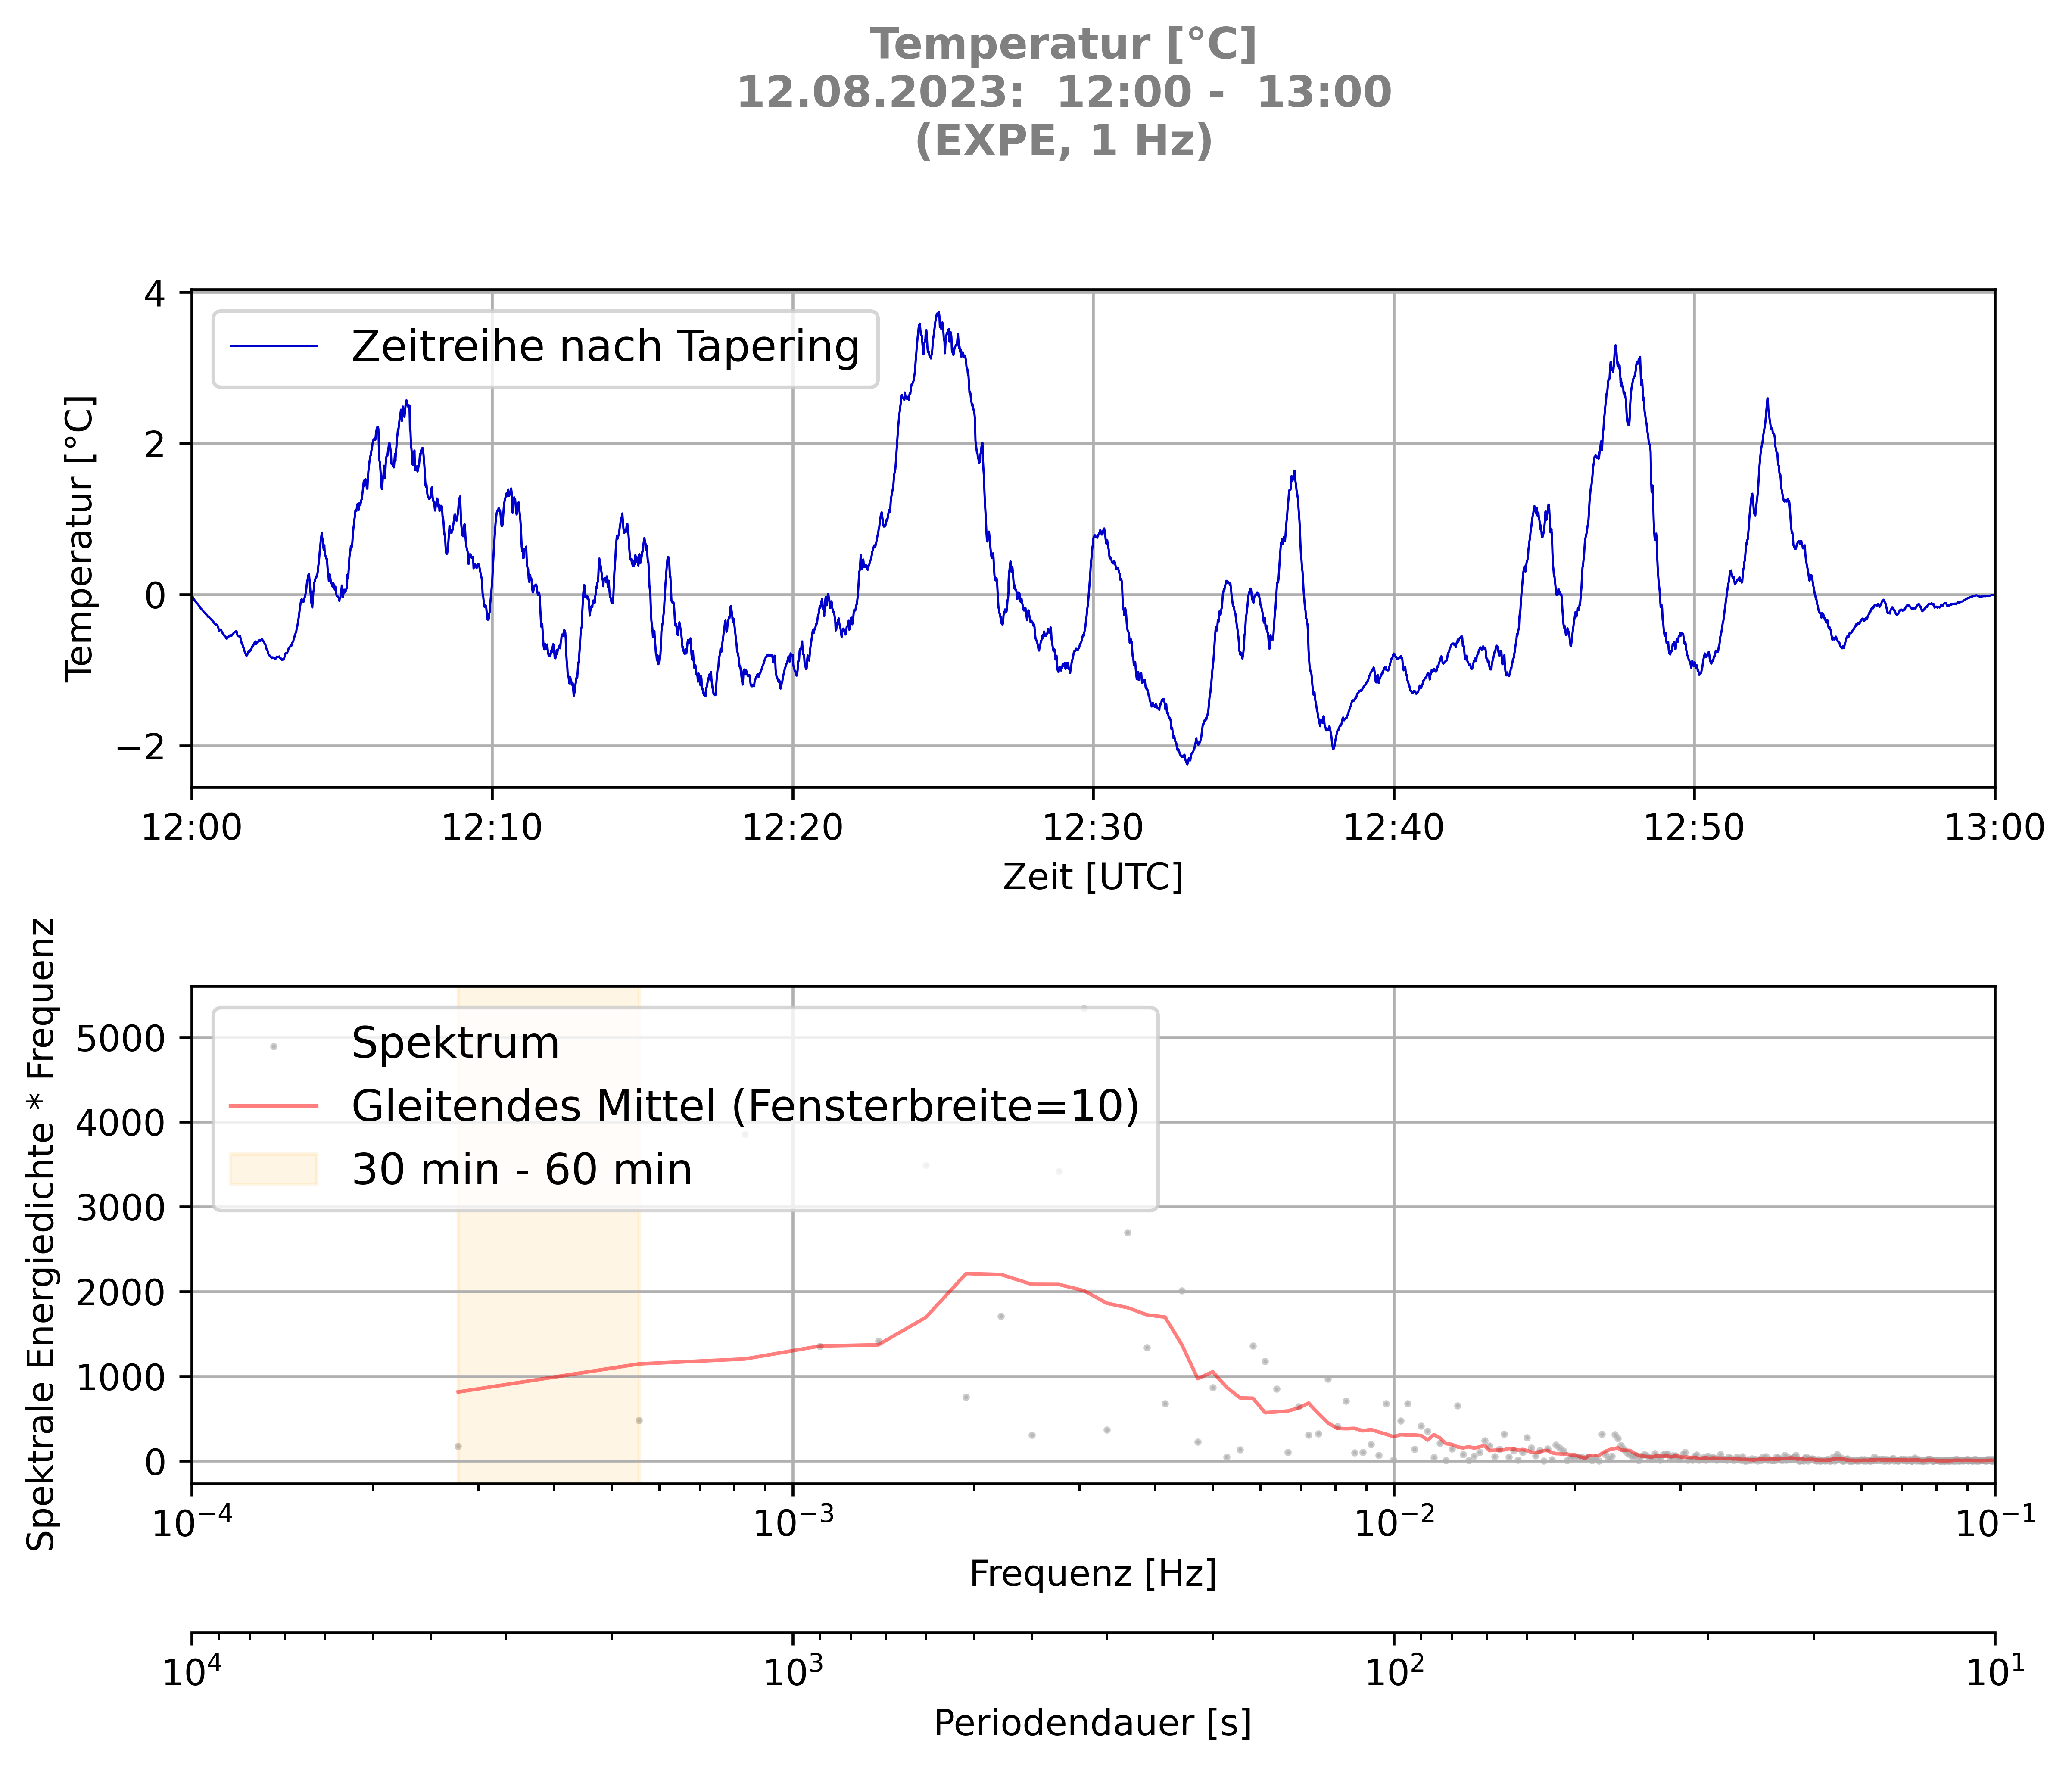 Temperatur [°C]
12.08.2023:  12:00 -  13:00
(EXPE, 1 Hz)
Temperatur [°C]
4
2
0
−2
Zeitreihe nach Tapering
12:00 12:10 12:20 12:30 12:40 12:50 13:00
Zeit [UTC]
Spektrale Energiedichte * Frequenz
5000
4000
3000
2000
1000
0
Spektrum
Gleitendes Mittel (Fensterbreite=10)
30 min - 60 min
10⁻⁴ 10⁻³ 10⁻² 10⁻¹
Frequenz [Hz]
10⁴ 10³ 10² 10¹
Periodendauer [s]